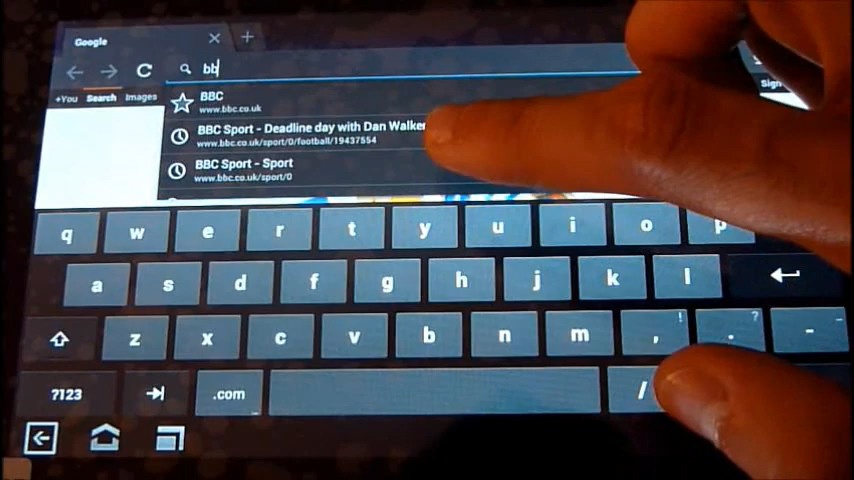 Google
bb
+You Search Images Sign
BBC
www.bbc.co.uk
BBC Sport - Deadline day with Dan Walker
www.bbc.co.uk/sport/0/football/19437554
BBC Sport - Sport
www.bbc.co.uk/sport/0
q w e r t y u i o p
a s d f g h j k l
z x c v b n m , ! . ? -
?123 .com /